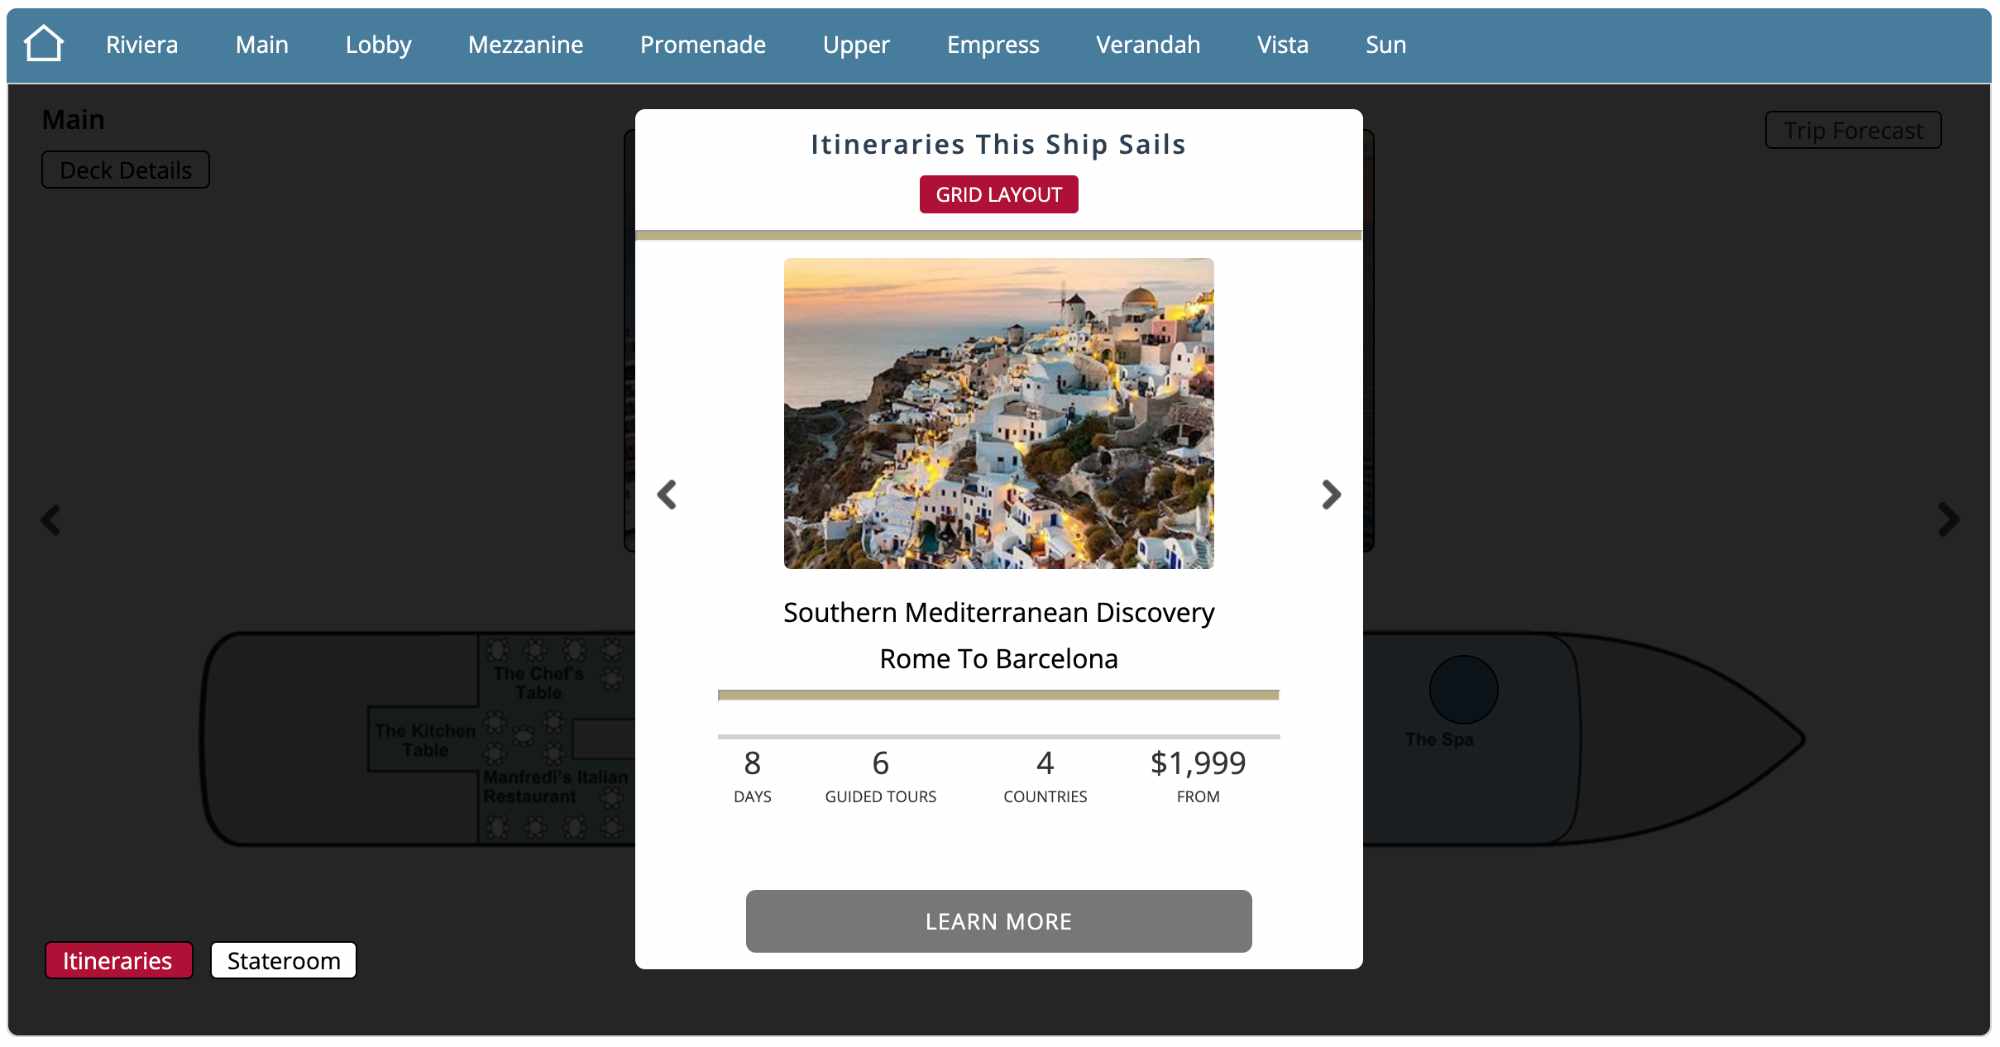 Riviera Main Lobby Mezzanine Promenade Upper Empress Verandah Vista Sun
Main
Deck Details
Trip Forecast
Itineraries This Ship Sails
GRID LAYOUT
Southern Mediterranean Discovery
Rome To Barcelona
8 6 4 $1,999
DAYS GUIDED TOURS COUNTRIES FROM
LEARN MORE
The Chef's
Table
The Kitchen
Table
Manfredi's Italian
Restaurant
The Spa
Itineraries Stateroom